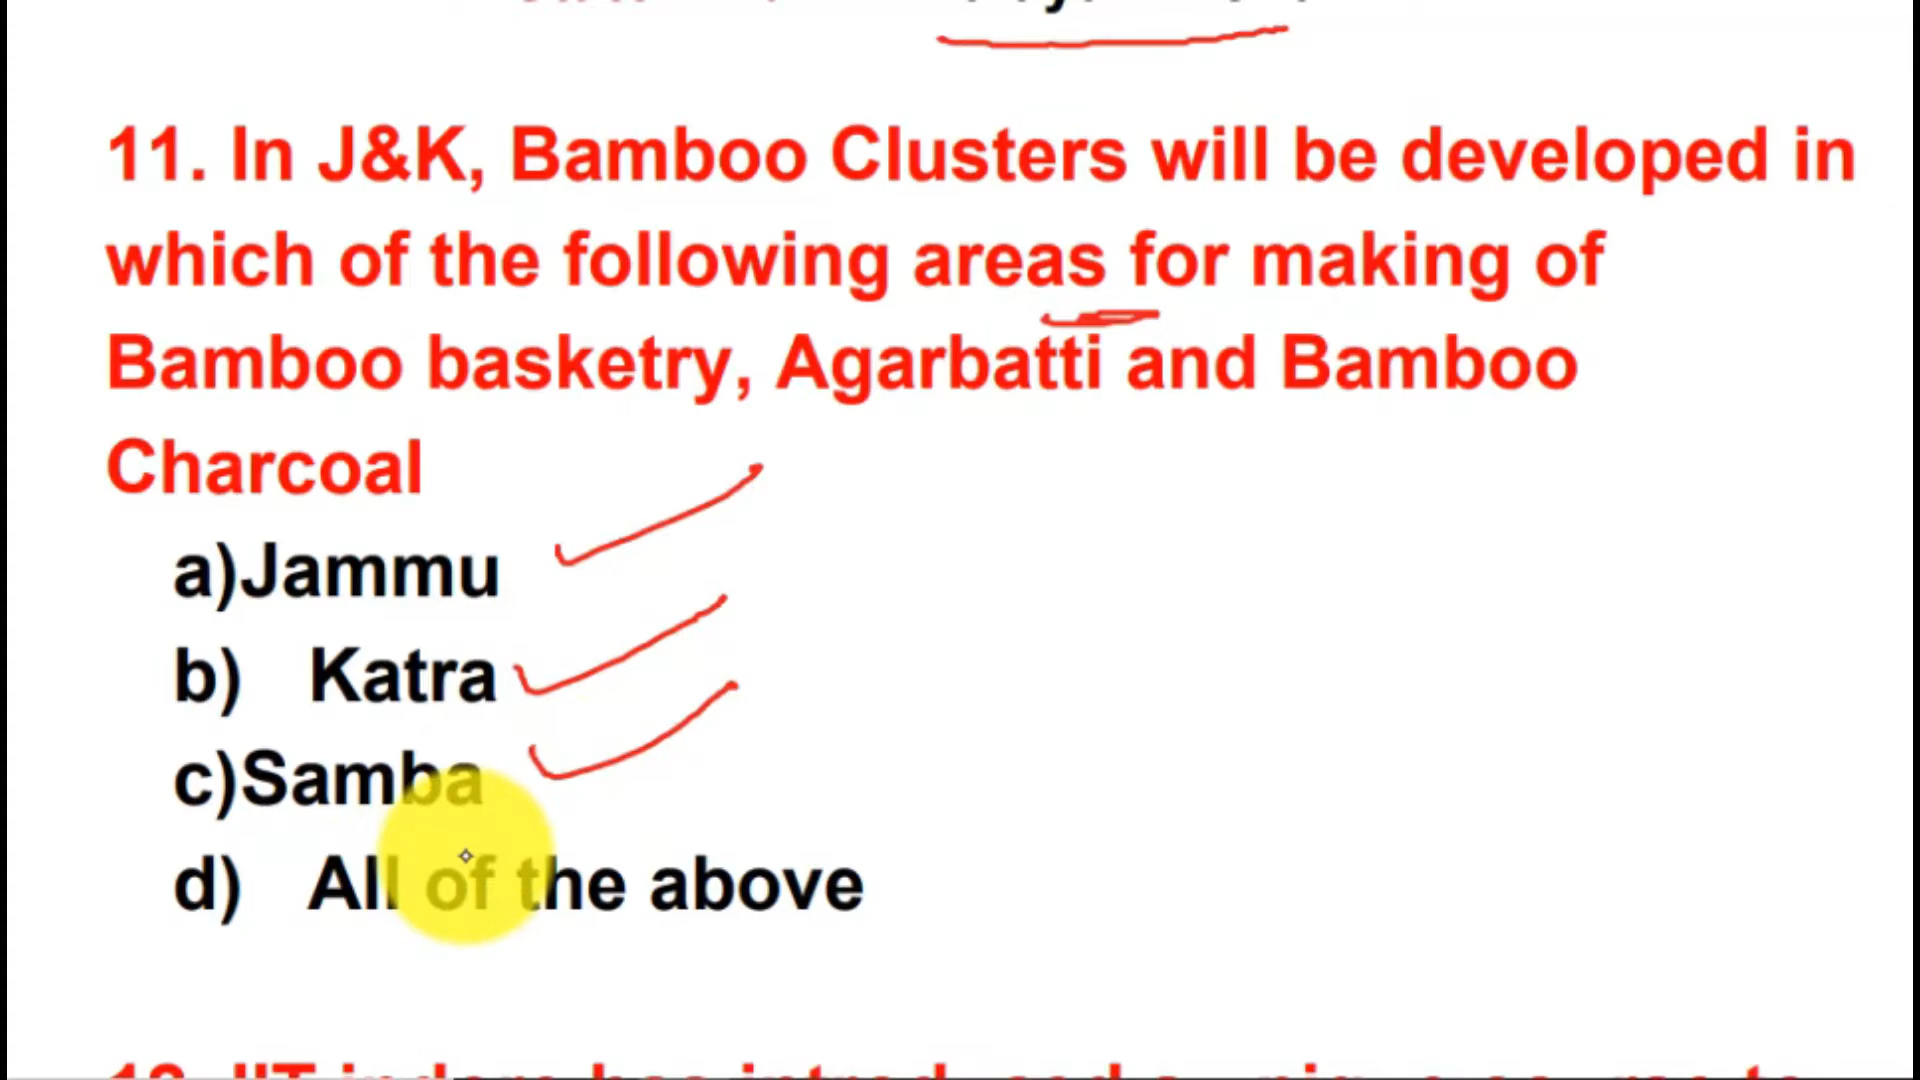 11. In J&K, Bamboo Clusters will be developed in
which of the following areas for making of
Bamboo basketry, Agarbatti and Bamboo
Charcoal
a)Jammu
b) Katra
c)Samba
d) All of the above